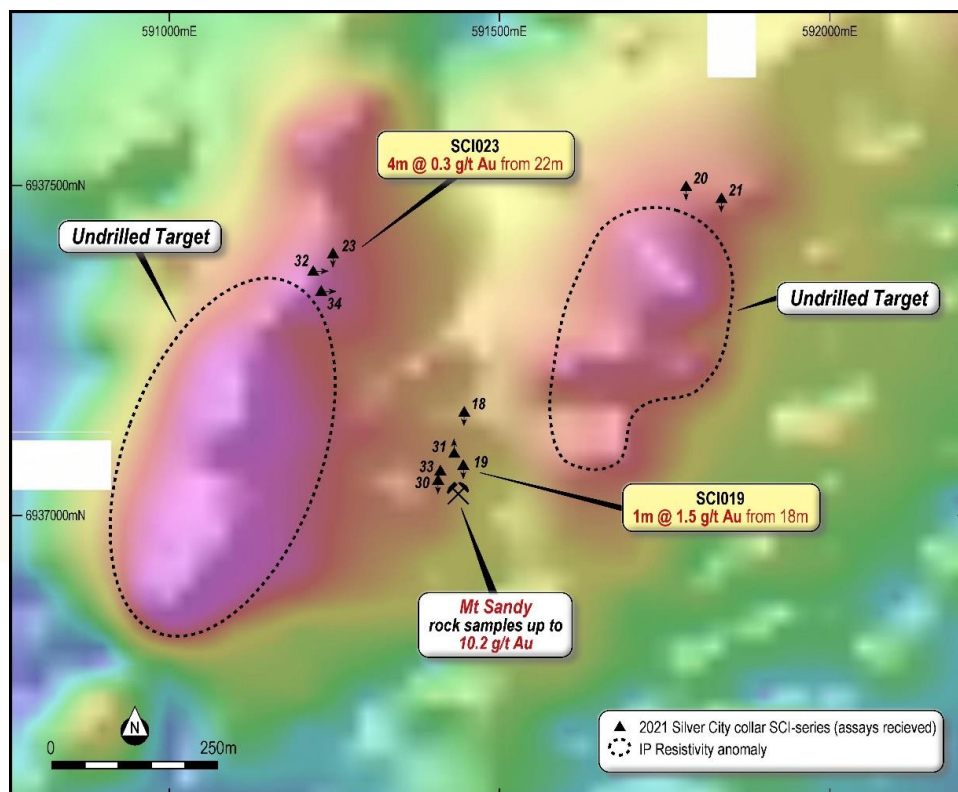 591000mE
591500mE
592000mE
SCI023
4m @ 0.3 g/t Au from 22m
6937500mN
20
21
Undrilled Target
23
32
34
Undrilled Target
18
31
19
33
30
SCI019
1m @ 1.5 g/t Au from 18m
6937000mN
Mt Sandy
rock samples up to
10.2 g/t Au
N
0
250m
2021 Silver City collar SCI-series (assays recieved)
IP Resistivity anomaly